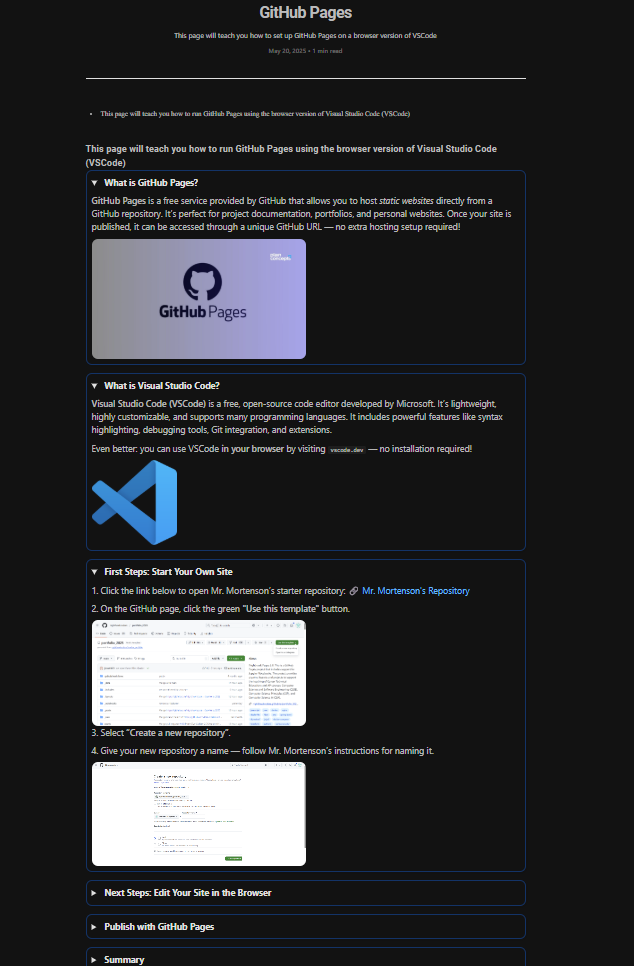 GitHub Pages
This page will teach you how to set up GitHub Pages on a browser version of VSCode
May 20, 2025 • 1 min read
• This page will teach you how to run GitHub Pages using the browser version of Visual Studio Code (VSCode)
This page will teach you how to run GitHub Pages using the browser version of Visual Studio Code
(VSCode)
▼ What is GitHub Pages?
GitHub Pages is a free service provided by GitHub that allows you to host static websites directly from a
GitHub repository. It's perfect for project documentation, portfolios, and personal websites. Once your site is
published, it can be accessed through a unique GitHub URL — no extra hosting setup required!
GitHub Pages
▼ What is Visual Studio Code?
Visual Studio Code (VSCode) is a free, open-source code editor developed by Microsoft. It's lightweight,
highly customizable, and supports many programming languages. It includes powerful features like syntax
highlighting, debugging tools, Git integration, and extensions.
Even better: you can use VSCode in your browser by visiting vscode.dev — no installation required!
▼ First Steps: Start Your Own Site
1. Click the link below to open Mr. Mortenson's starter repository: 🔗 Mr. Mortenson's Repository
2. On the GitHub page, click the green "Use this template" button.
3. Select "Create a new repository".
4. Give your new repository a name — follow Mr. Mortenson's instructions for naming it.
▶ Next Steps: Edit Your Site in the Browser
▶ Publish with GitHub Pages
▶ Summary